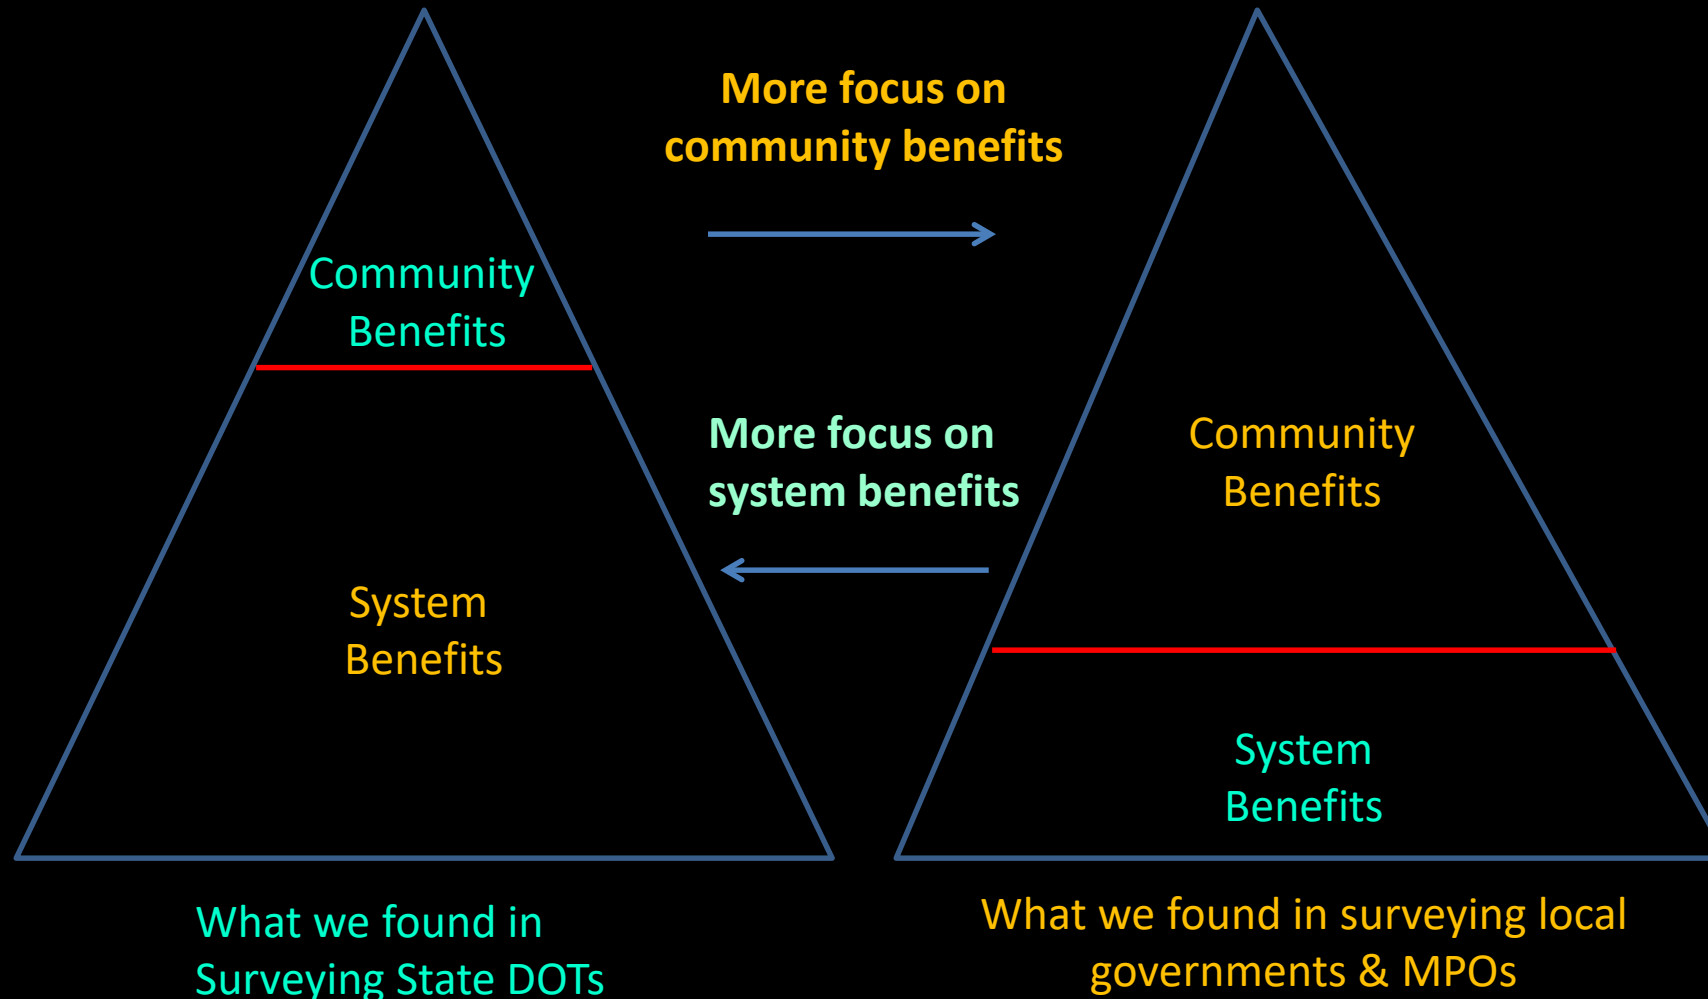 More focus on
community benefits
Community
Benefits
More focus on
system benefits
Community
Benefits
System
Benefits
System
Benefits
What we found in
Surveying State DOTs
What we found in surveying local
governments & MPOs